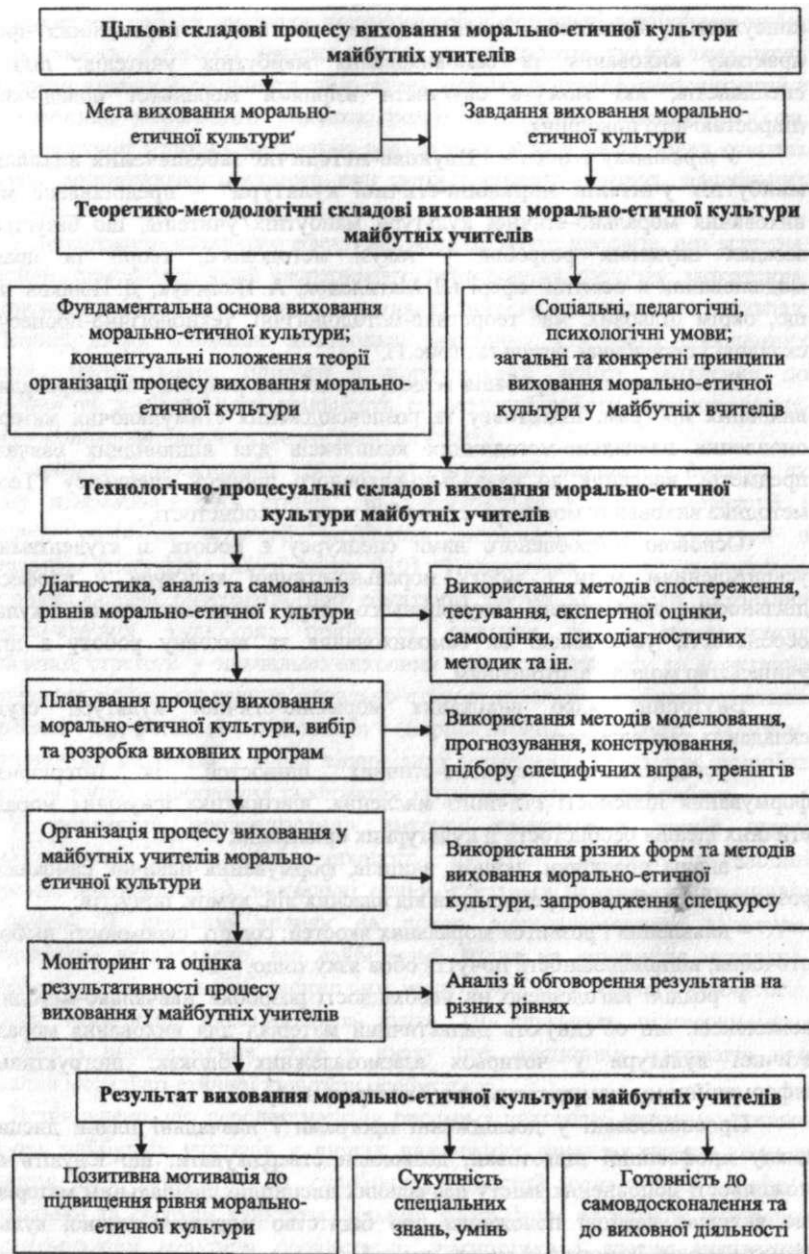 Цільові складові процесу виховання морально-етичної культури
майбутніх учителів
Мета виховання морально-
етичної культури
Завдання виховання морально-
етичної культури
Теоретико-методологічні складові виховання морально-етичної культури
майбутніх учителів
Фундаментальна основа виховання
морально-етичної культури,
концептуальні положення теорії
організації процесу виховання морально-
етичної культури
Соціальні, педагогічні,
психологічні умови,
загальні й конкретні принципи
виховання морально-етичної
культури у майбутніх вчителів
Технологічно-процесуальні складові виховання морально-етичної
культури майбутніх учителів
Діагностика, аналіз та самоаналіз
рівнів морально-етичної культури
Використання методів спостереження,
тестування, експертної оцінки,
самооцінки, психодіагностичних
методик та ін.
Планування процесу виховання
морально-етичної культури, вибір
та розробка виховних програм
Використання методів моделювання,
прогнозування, конструювання,
підбору специфічних вправ, тренінгів
Організація процесу виховання у
майбутніх учителів морально-
етичної культури
Використання різних форм та методів
виховання морально-етичної
культури, запровадження спецкурсу
Моніторинг та оцінка
результативності процесу
виховання у майбутніх учителів
Аналіз й обговорення результатів на
різних рівнях
Результат виховання морально-етичної культури майбутніх учителів
Позитивна мотивація до
підвищення рівня морально-
естичної культури
Сукупність
спеціальних
знань, умінь
Готовність до
самовдосконалення та
до виховної діяльності